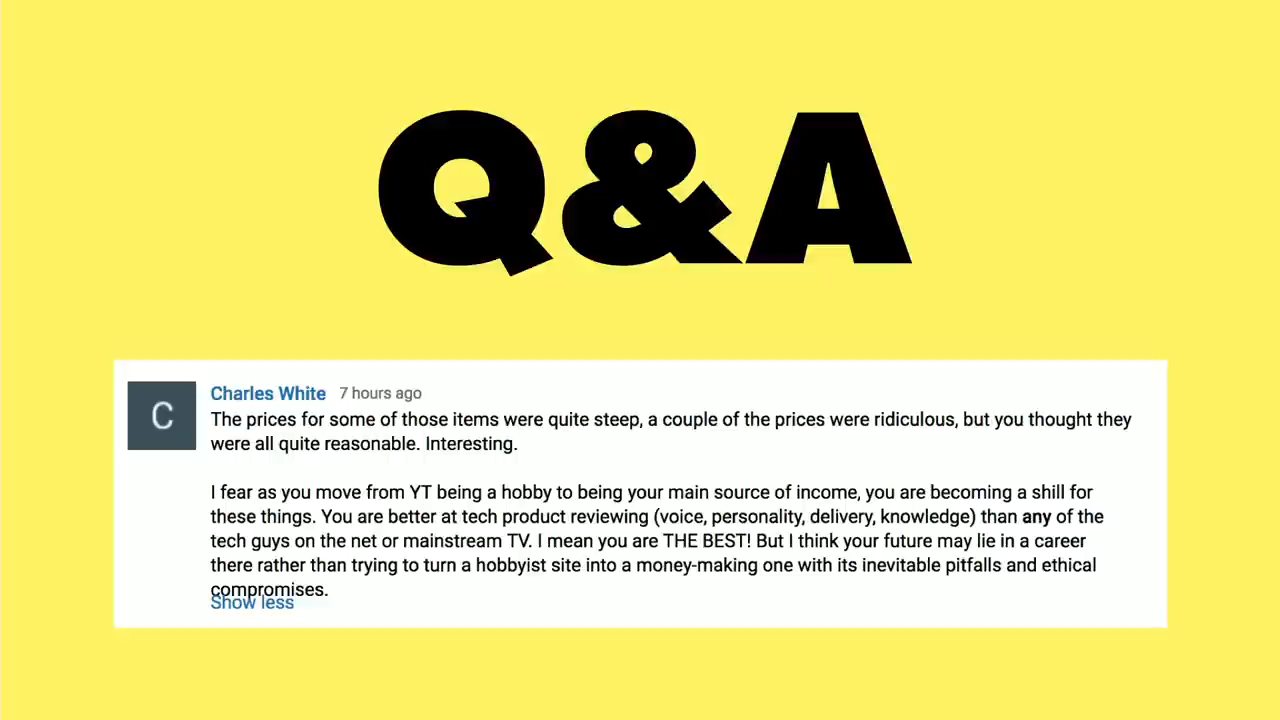 Q&A
C
Charles White 7 hours ago
The prices for some of those items were quite steep, a couple of the prices were ridiculous, but you thought they
were all quite reasonable. Interesting.
I fear as you move from YT being a hobby to being your main source of income, you are becoming a shill for
these things. You are better at tech product reviewing (voice, personality, delivery, knowledge) than any of the
tech guys on the net or mainstream TV. I mean you are THE BEST! But I think your future may lie in a career
there rather than trying to turn a hobbyist site into a money-making one with its inevitable pitfalls and ethical
compromises.
Show less